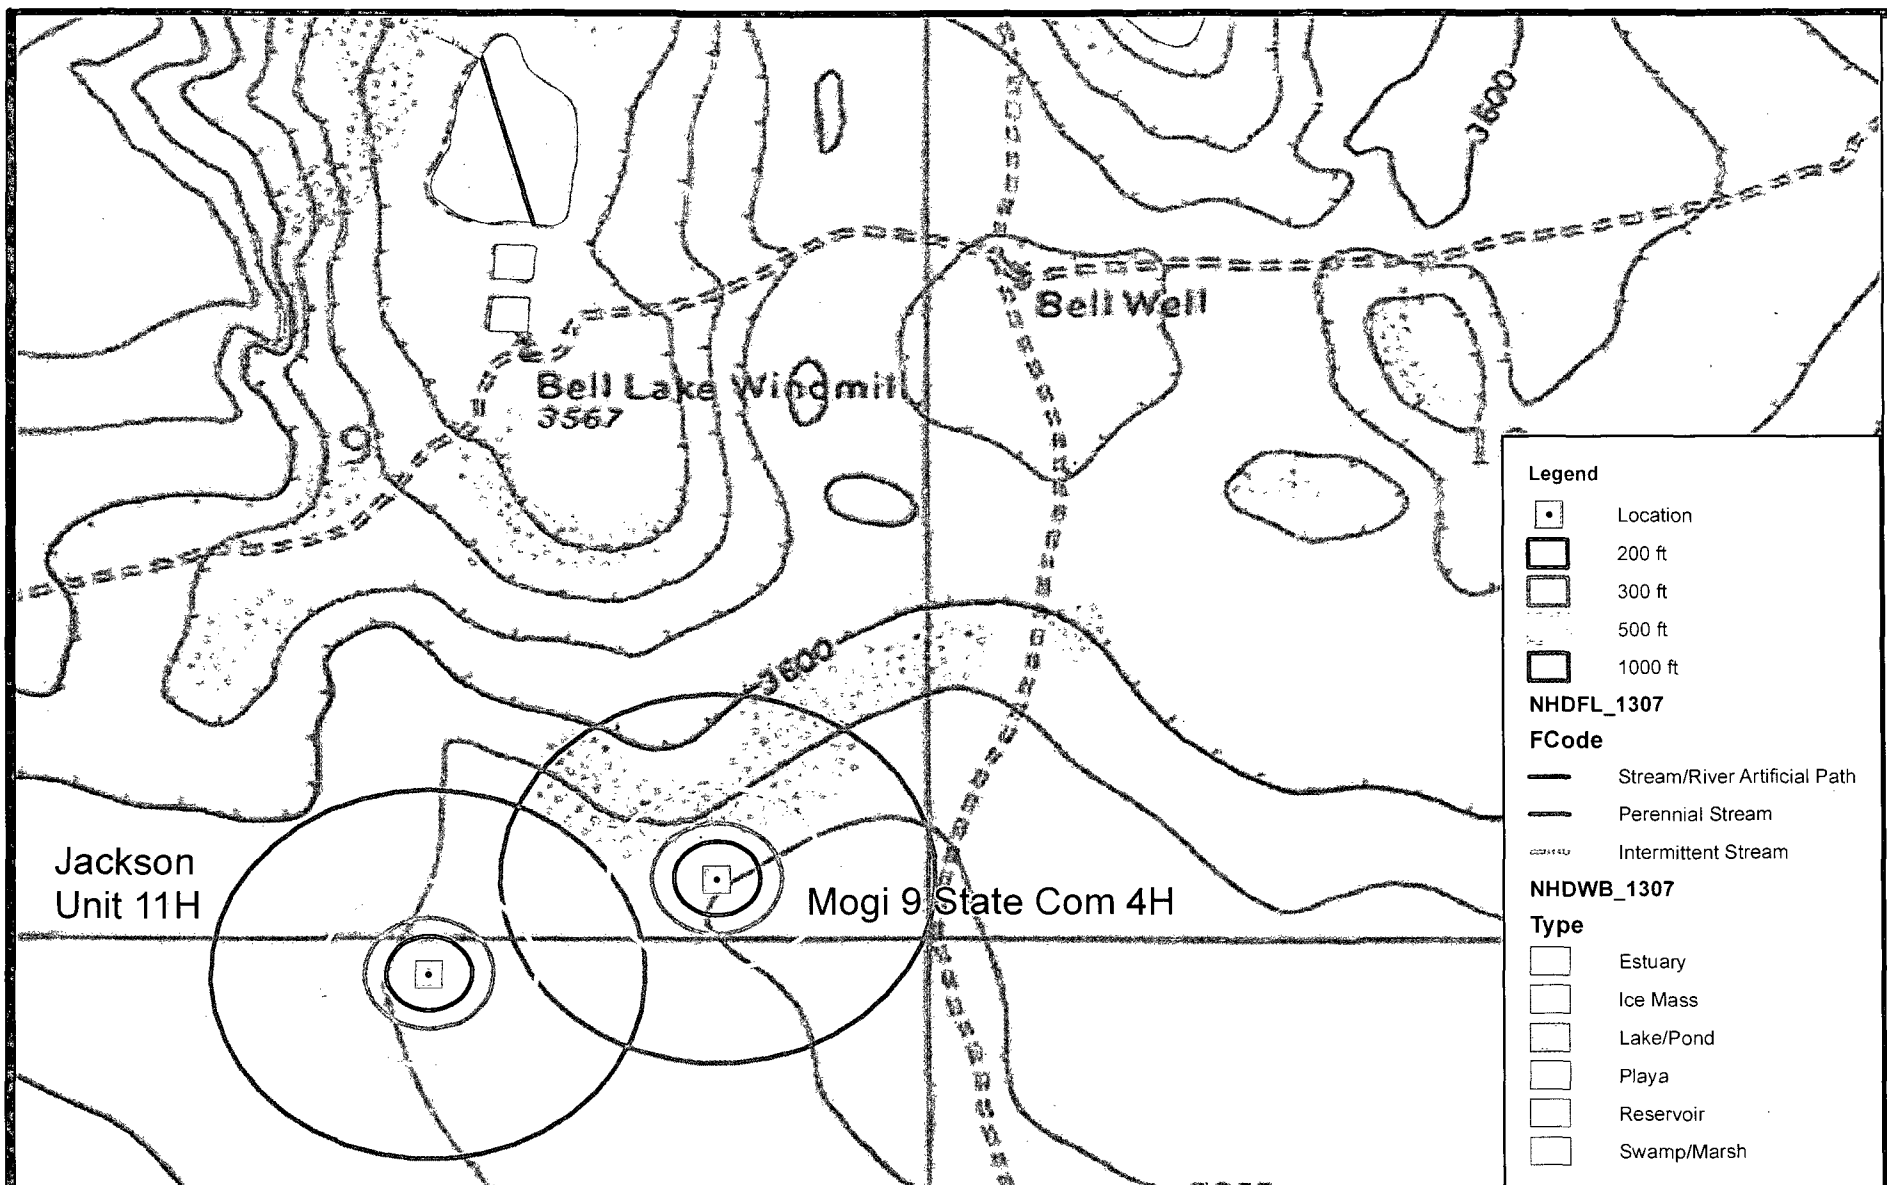 3600
Bell Well
Bell Lake Windmill
3567
9
Legend
Location
200 ft
300 ft
500 ft
1000 ft
NHDFL_1307
FCode
Stream/River Artificial Path
Perennial Stream
Intermittent Stream
NHDWB_1307
Type
Estuary
Ice Mass
Lake/Pond
Playa
Reservoir
Swamp/Marsh
3600
Jackson
Unit 11H
Mogi 9 State Com 4H